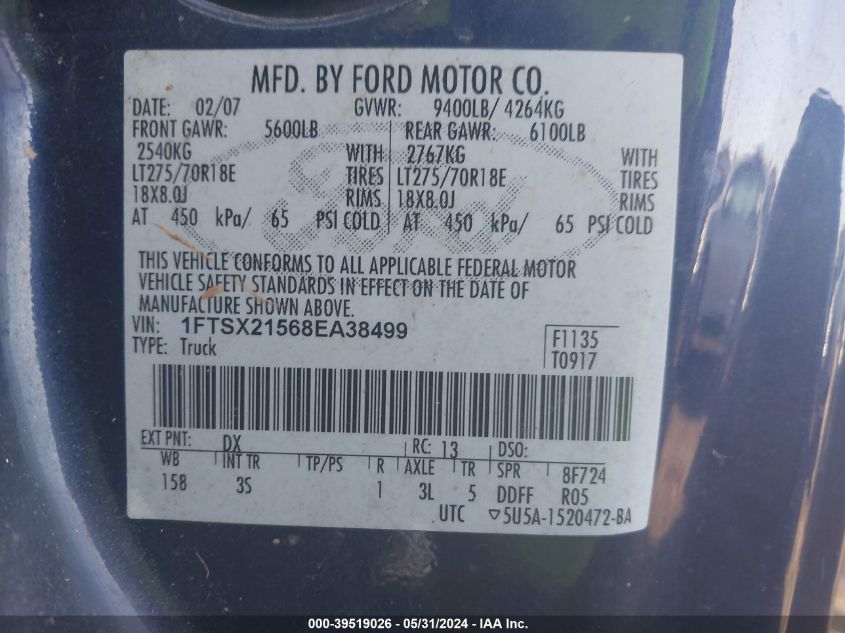 MFD. BY FORD MOTOR CO.
DATE: 02/07 GVWR: 9400LB/ 4264KG
FRONT GAWR: 5600LB REAR GAWR: 6100LB
2540KG WITH 2767KG WITH
LT275/70R18E TIRES LT275/70R18E TIRES
18X8.0J RIMS 18X8.0J RIMS
AT 450 kPa/ 65 PSI COLD AT 450 kPa/ 65 PSI COLD
THIS VEHICLE CONFORMS TO ALL APPLICABLE FEDERAL MOTOR
VEHICLE SAFETY STANDARDS IN EFFECT ON THE DATE OF
MANUFACTURE SHOWN ABOVE.
VIN: 1FTSX21568EA38499 F1135
TYPE: Truck T0917
EXT PNT: DX RC: 13 DSO:
WB INT TR TP/PS R AXLE TR SPR 8F724
158 3S 1 3L 5 DDFF R05
UTC ▽5U5A-1520472-BA
000-39519026 / 05/31/2024 - IAA Inc.